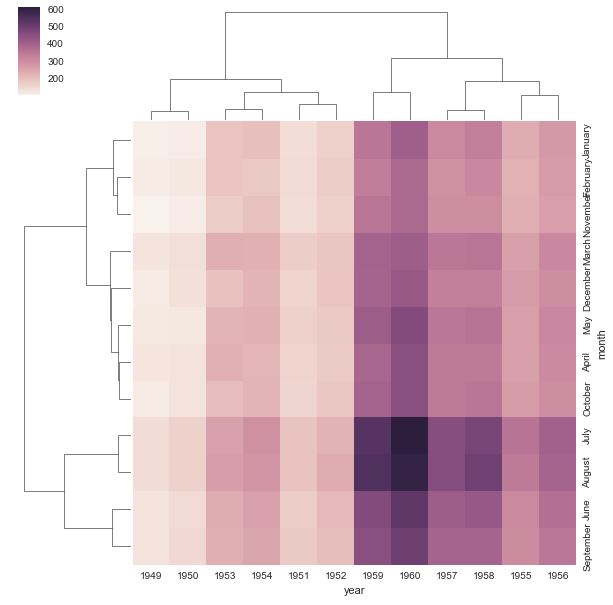 600
500
400
300
200
January
February
November
March
December
May
April
October
July
August
June
September
month
1949 1950 1953 1954 1951 1952 1959 1960 1957 1958 1955 1956
year